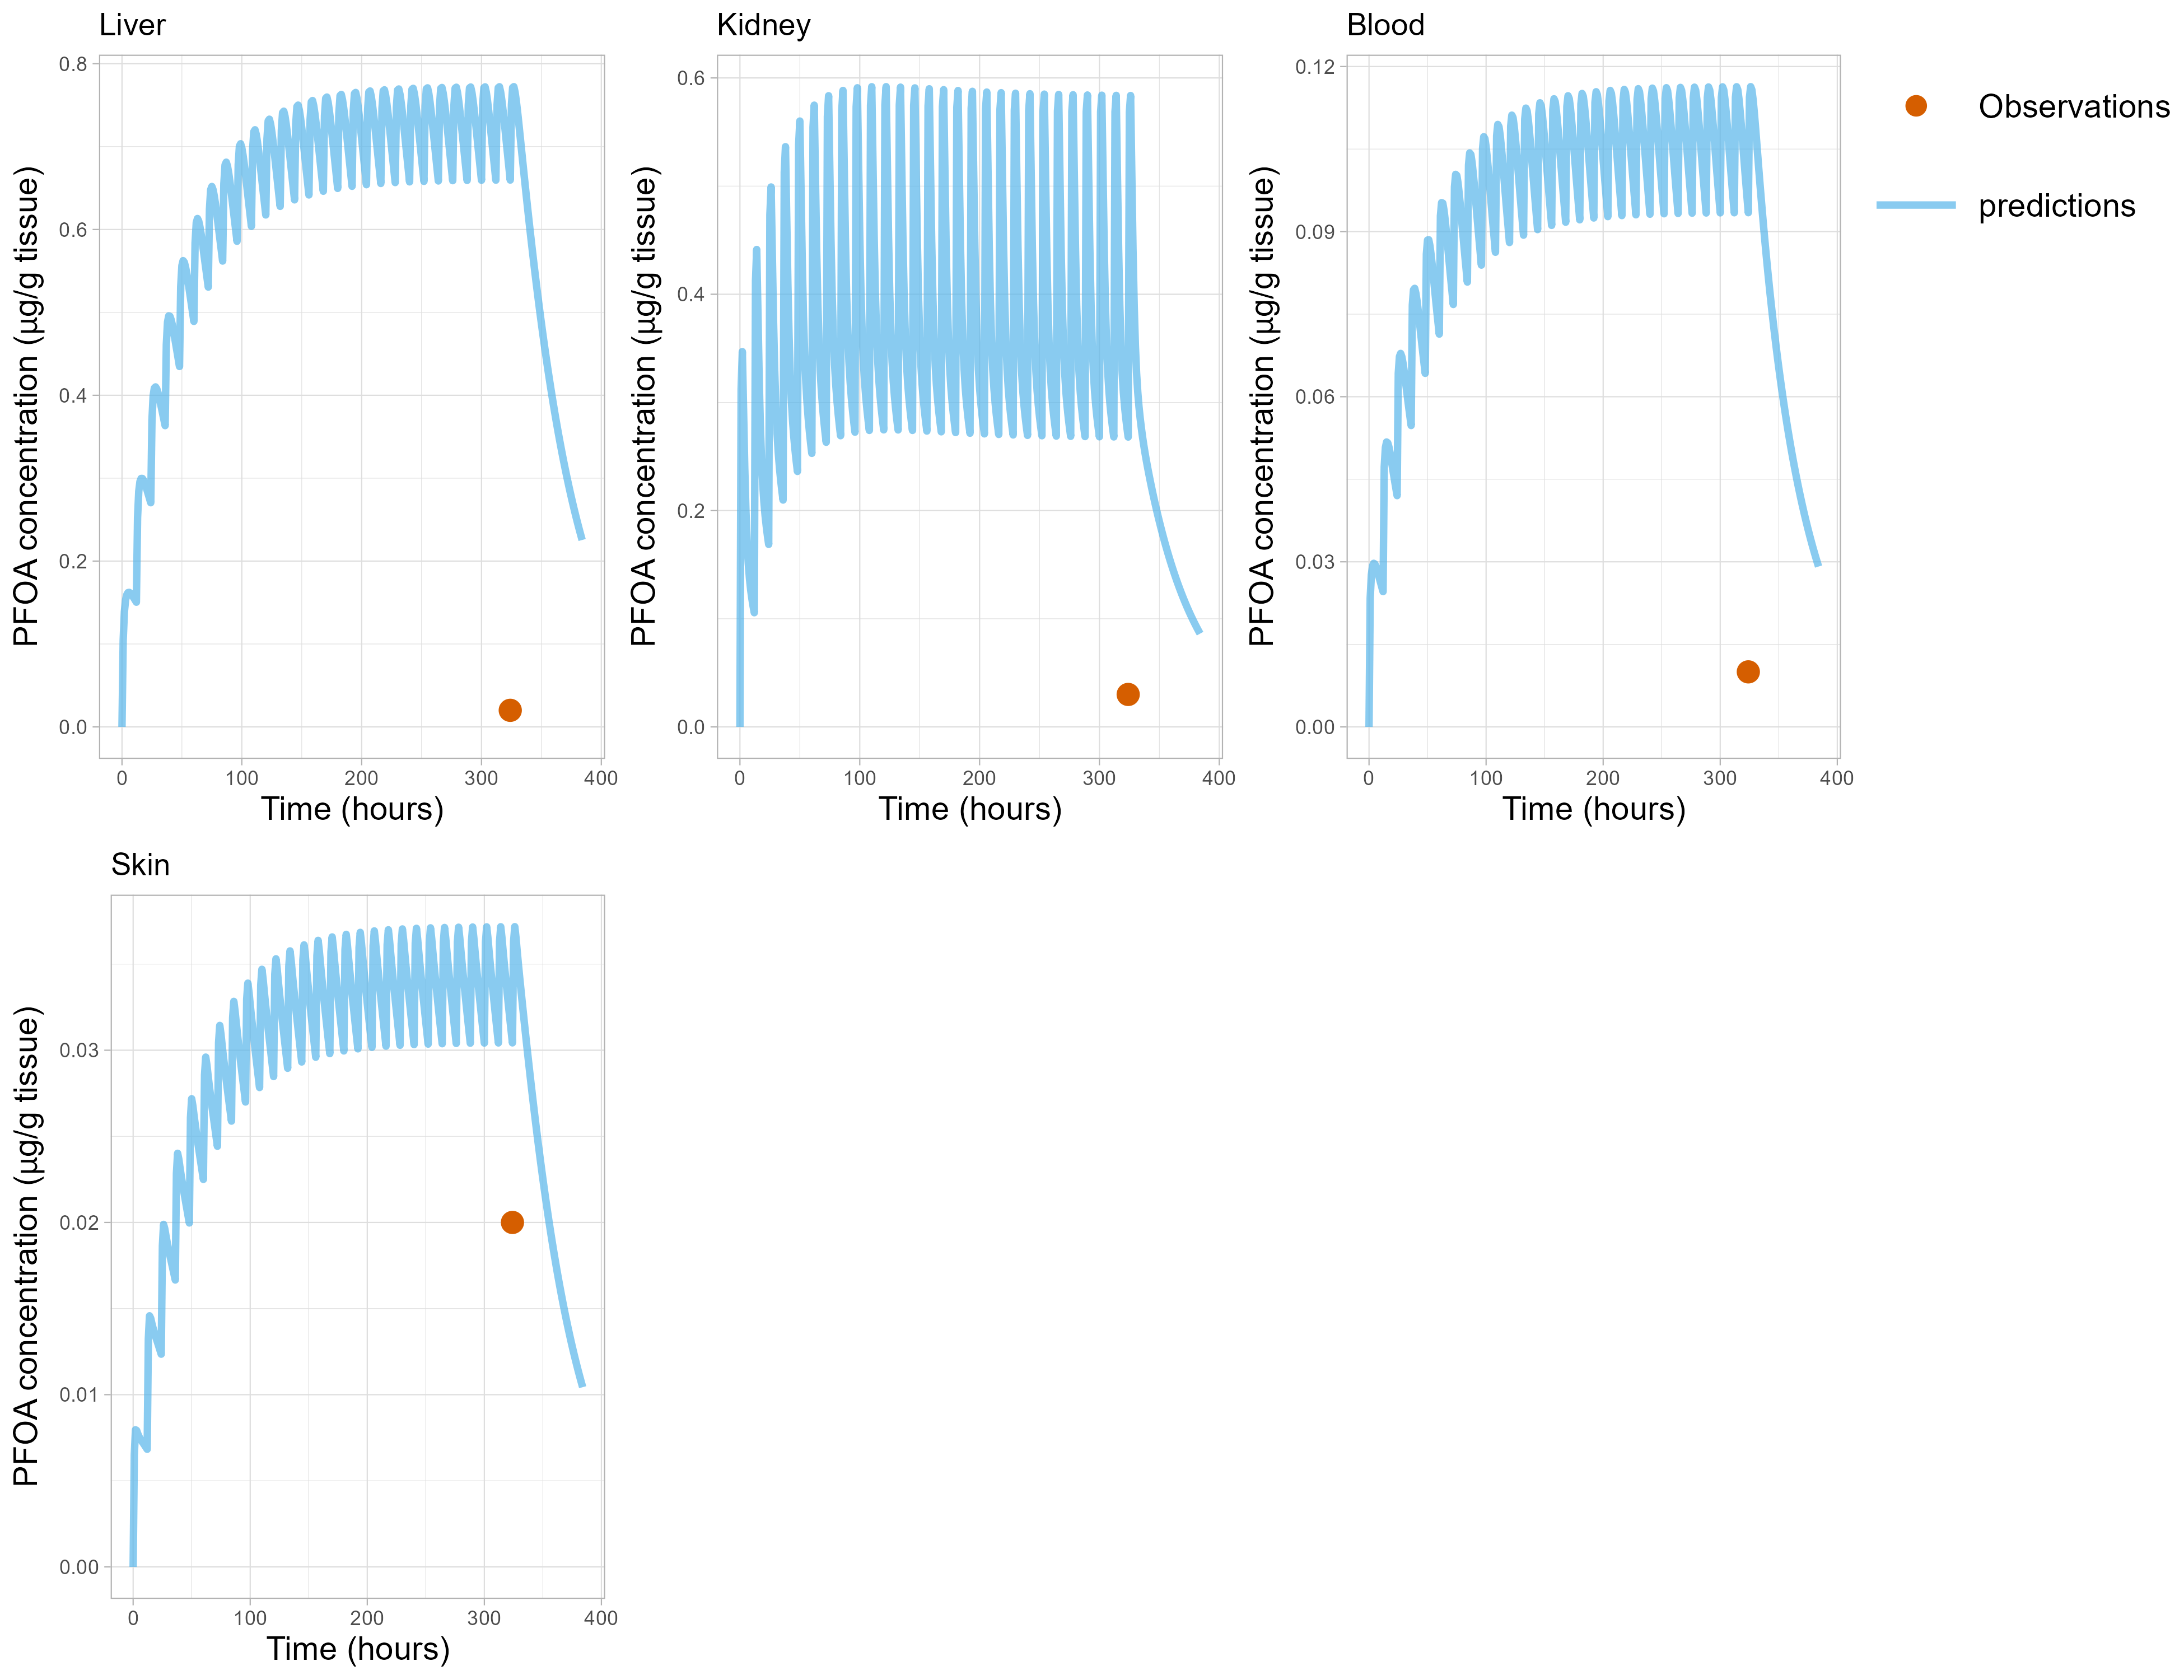 Liver
PFOA concentration (µg/g tissue)
0.8
0.6
0.4
0.2
0.0
0 100 200 300 400
Time (hours)
Kidney
PFOA concentration (µg/g tissue)
0.6
0.4
0.2
0.0
0 100 200 300 400
Time (hours)
Blood
PFOA concentration (µg/g tissue)
0.12
0.09
0.06
0.03
0.00
0 100 200 300 400
Time (hours)
Observations
predictions
Skin
PFOA concentration (µg/g tissue)
0.03
0.02
0.01
0.00
0 100 200 300 400
Time (hours)